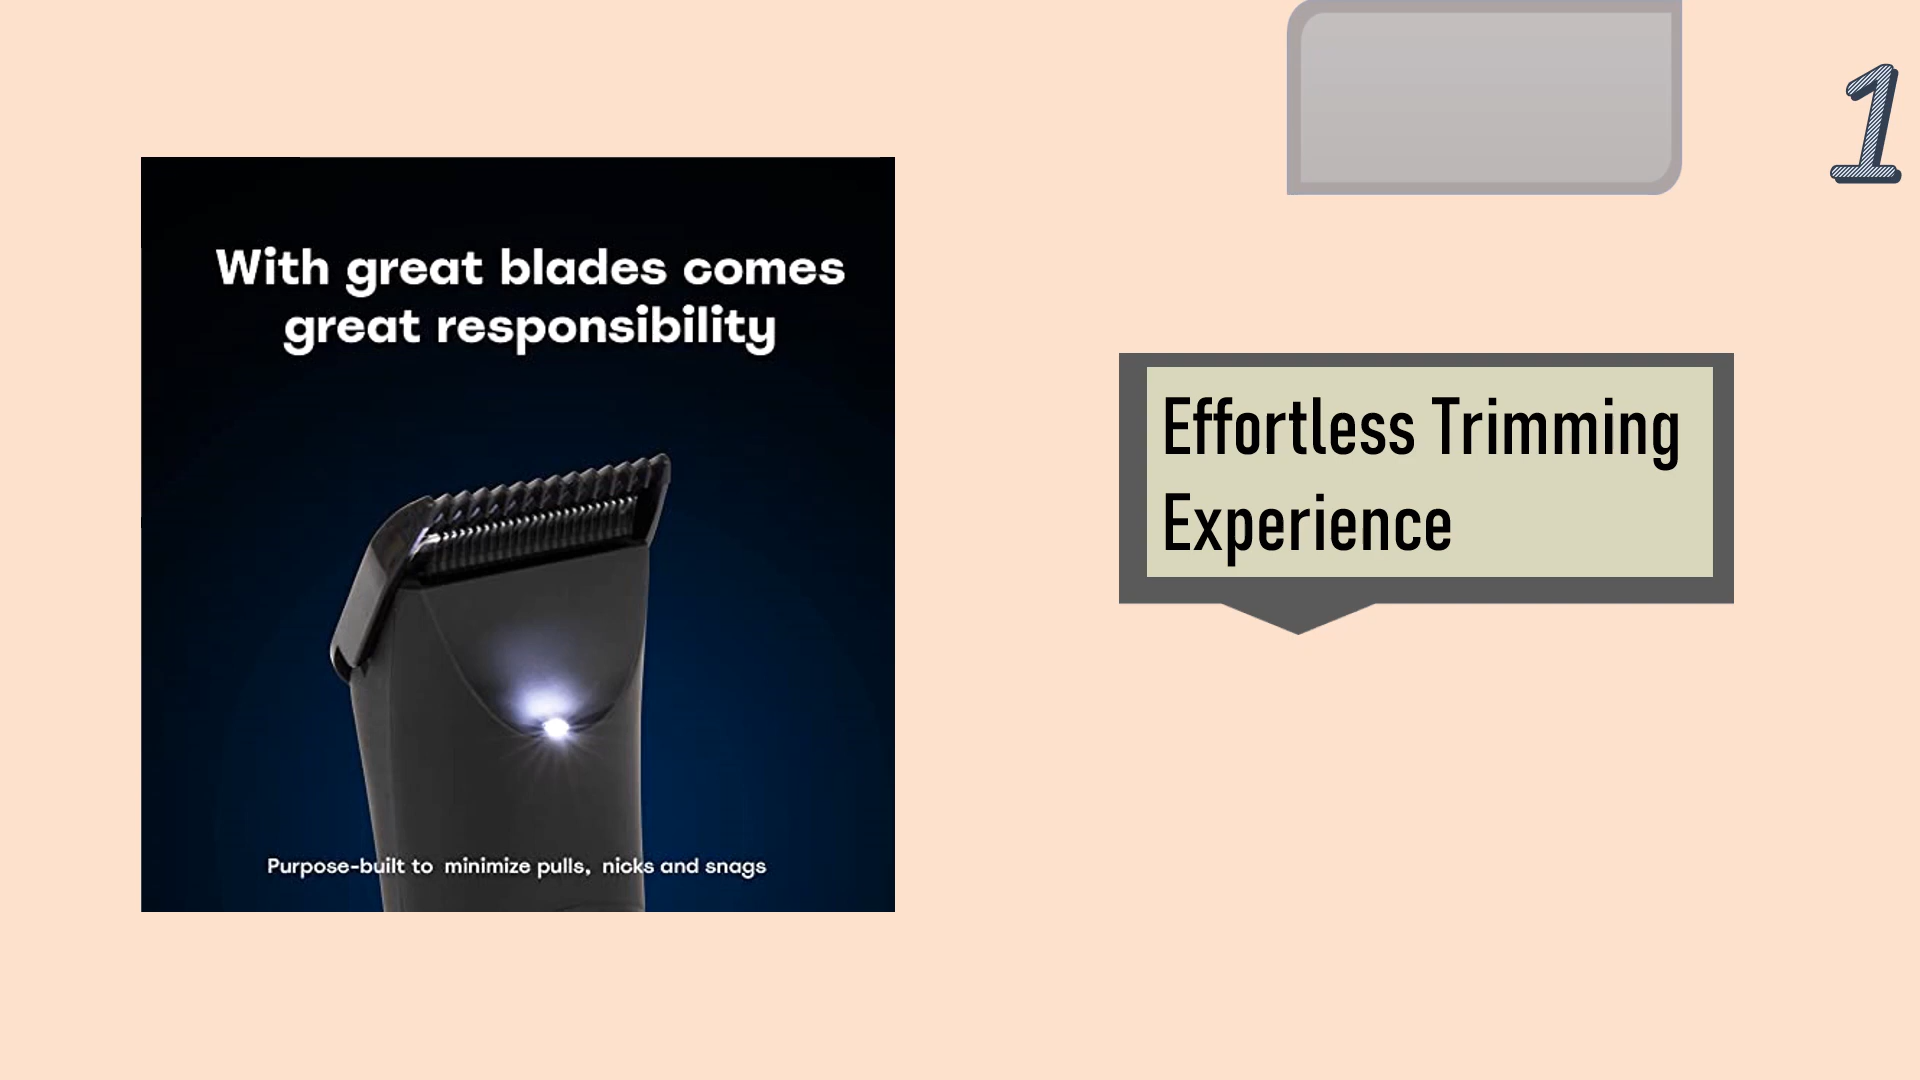 1
With great blades comes
great responsibility
Effortless Trimming
Experience
Purpose-built to minimize pulls, nicks and snags